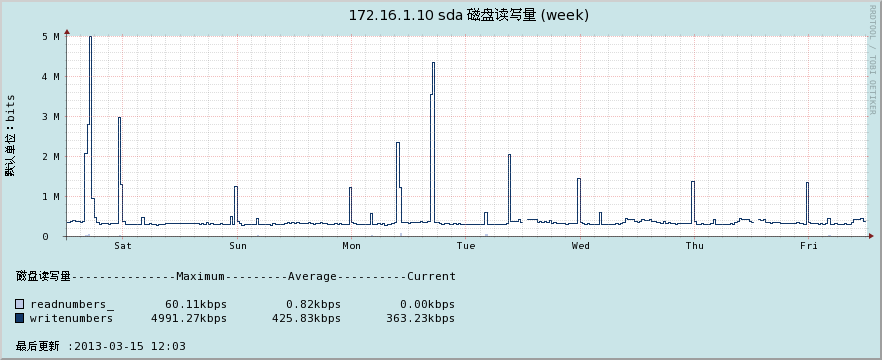 172.16.1.10 sda 磁盘读写量 (week)
RRDTOOL / TOBI OETIKER
默认单位：bits
5 M
4 M
3 M
2 M
1 M
0
Sat Sun Mon Tue Wed Thu Fri
磁盘读写量---------------Maximum---------Average----------Current
readnumbers_ 60.11kbps 0.82kbps 0.00kbps
writenumbers 4991.27kbps 425.83kbps 363.23kbps
最后更新 :2013-03-15 12:03